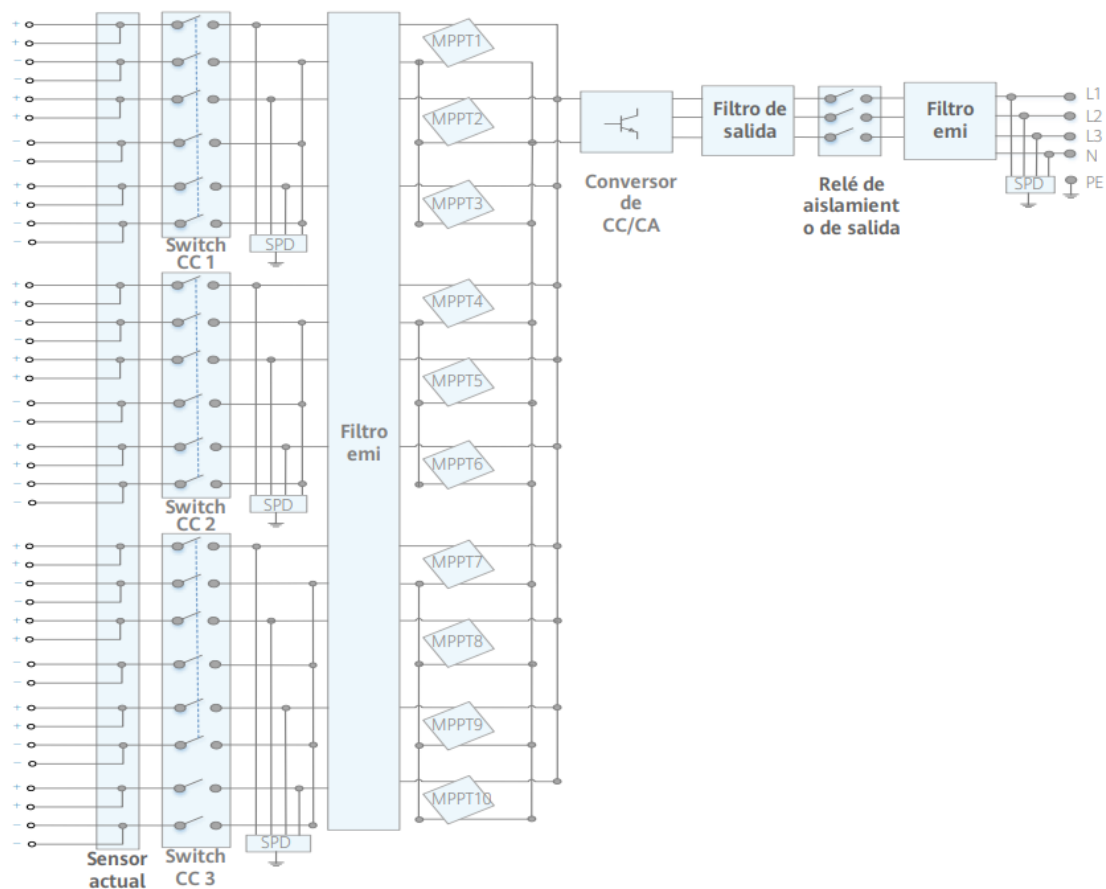 +
+
−
−
+
+
−
−
+
+
−
−
Switch
CC 1
SPD
+
+
−
−
+
+
−
−
+
+
−
−
Switch
CC 2
SPD
+
+
−
−
+
+
−
−
+
+
−
−
+
+
−
−
Sensor
actual
Switch
CC 3
SPD
Filtro
emi
MPPT1
MPPT2
MPPT3
MPPT4
MPPT5
MPPT6
MPPT7
MPPT8
MPPT9
MPPT10
Conversor
de
CC/CA
Filtro de
salida
Relé de
aislamient
o de salida
Filtro
emi
L1
L2
L3
N
SPD
PE